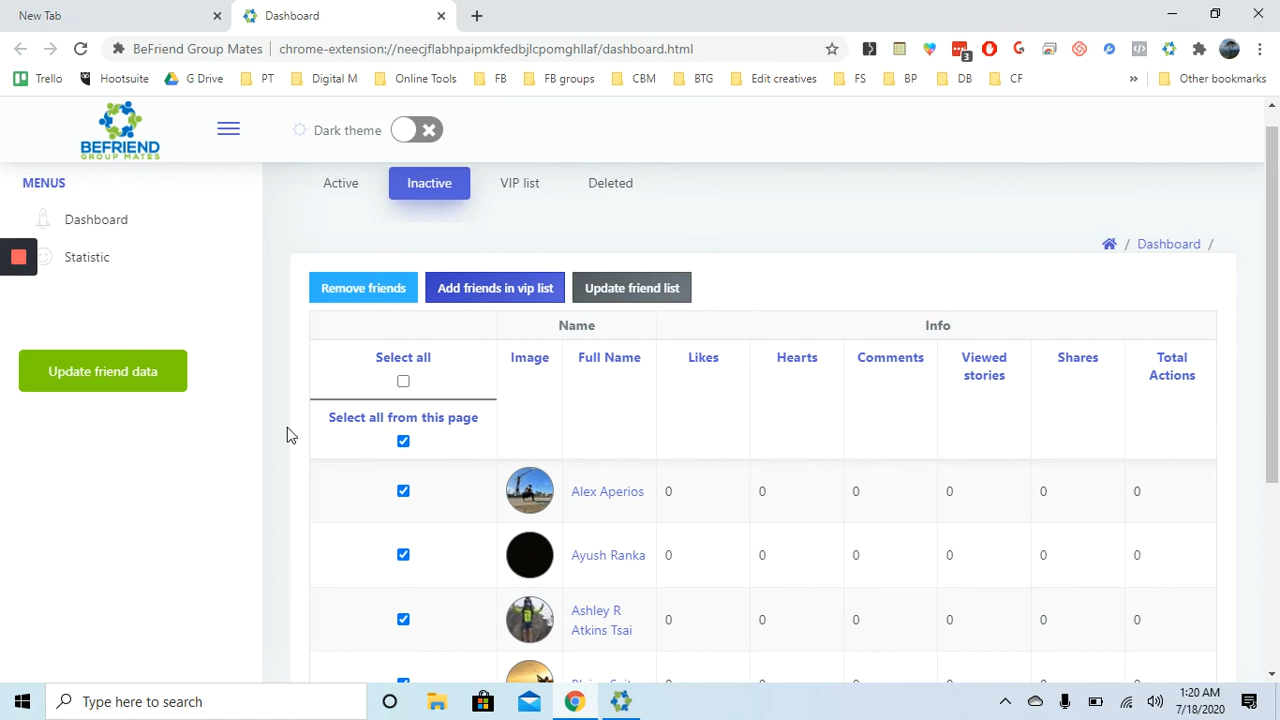 New Tab
Dashboard
BeFriend Group Mates
chrome-extension://neecjflabhpaipmkfedbjlcpomghllaf/dashboard.html
3
Trello
Hootsuite
G Drive
PT
Digital M
Online Tools
FB
FB groups
CBM
BTG
Edit creatives
FS
BP
DB
CF
»
Other bookmarks
BEFRIEND
GROUP MATES
Dark theme
MENUS
Dashboard
Statistic
Update friend data
Active
Inactive
VIP list
Deleted
/ Dashboard /
Remove friends
Add friends in vip list
Update friend list
Name
Info
Select all
Image
Full Name
Likes
Hearts
Comments
Viewed stories
Shares
Total Actions
Select all from this page
Alex Aperios
0
0
0
0
0
0
Ayush Ranka
0
0
0
0
0
0
Ashley R
Atkins Tsai
0
0
0
0
0
0
Type here to search
1:20 AM
7/18/2020